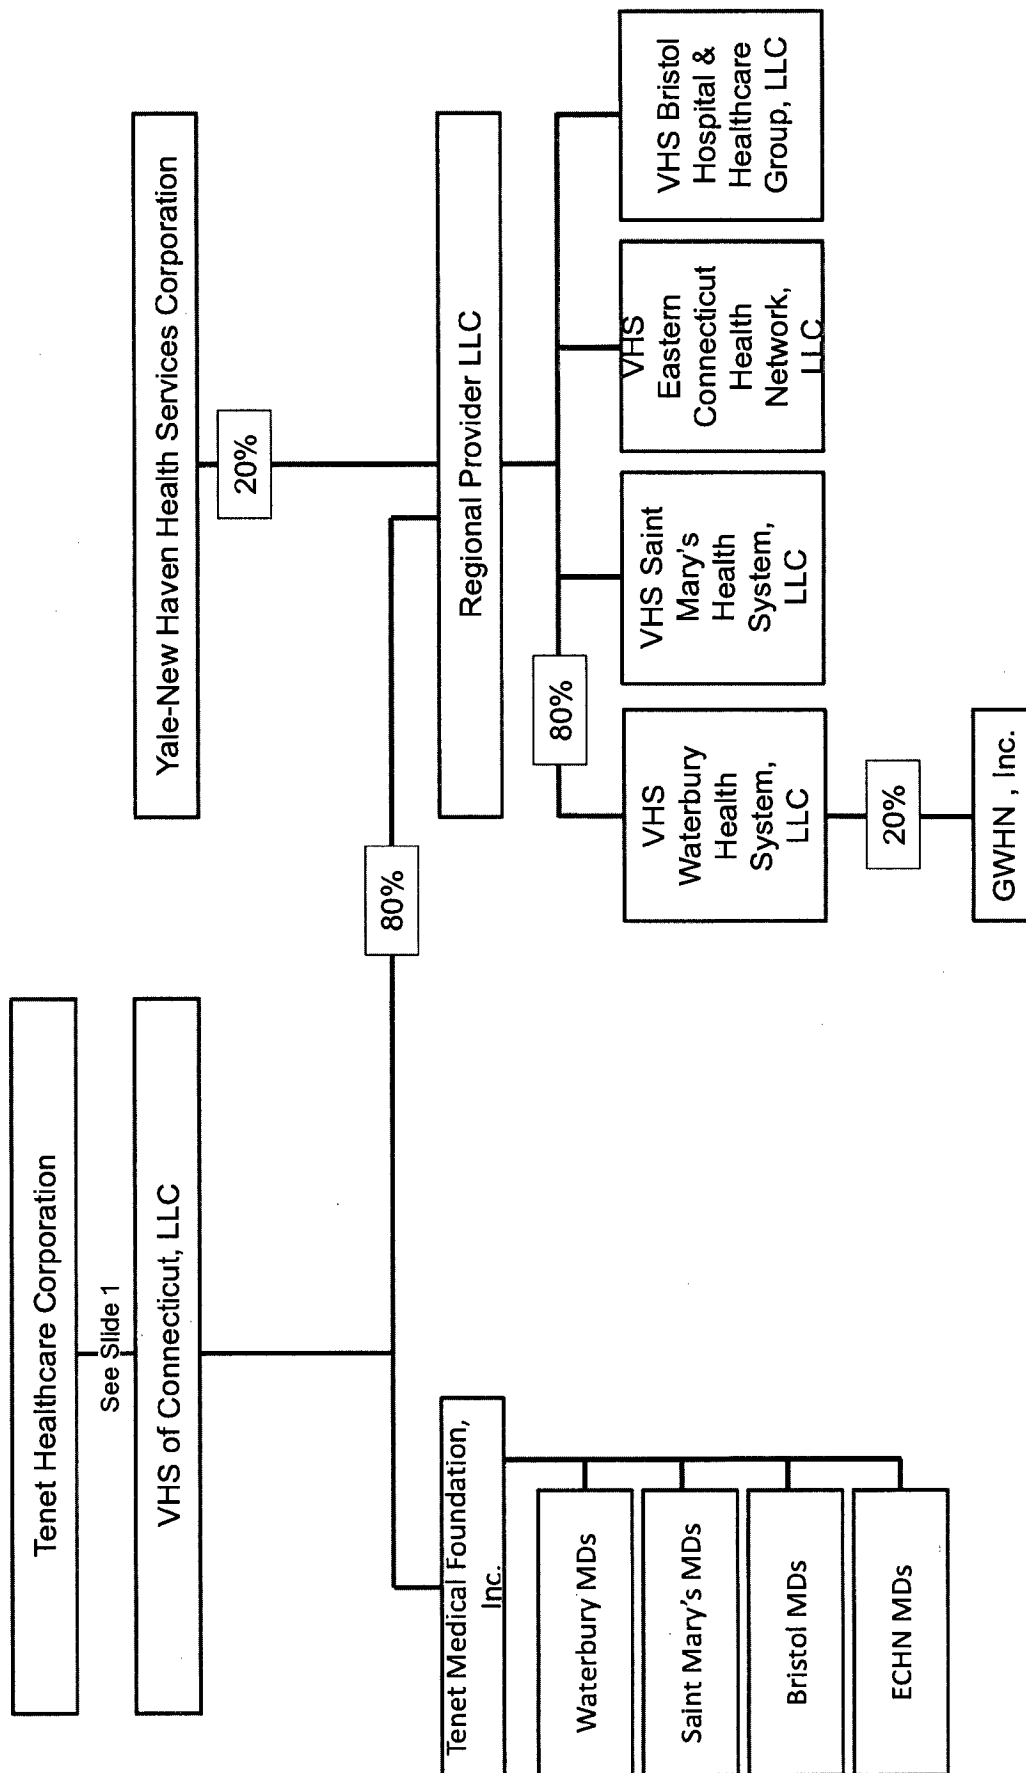 Tenet Healthcare Corporation
See Slide 1
VHS of Connecticut, LLC
Yale-New Haven Health Services Corporation
20%
80%
Tenet Medical Foundation,
Inc.
Waterbury MDs
Saint Mary's MDs
Bristol MDs
ECHN MDs
Regional Provider LLC
80%
VHS
Waterbury
Health
System,
LLC
VHS Saint
Mary's
Health
System,
LLC
VHS
Eastern
Connecticut
Health
Network,
LLC
VHS Bristol
Hospital &
Healthcare
Group, LLC
20%
GWHN , Inc.